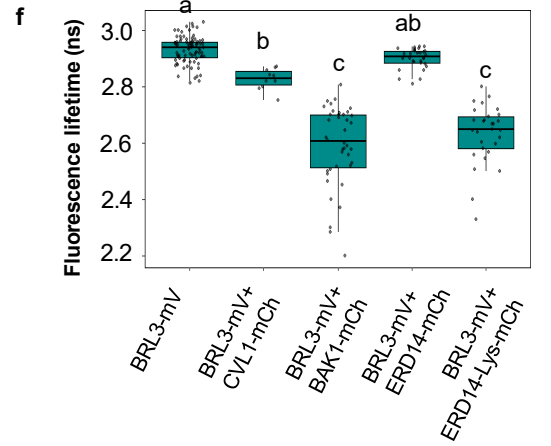 f
Fluorescence lifetime (ns)
3.0
2.8
2.6
2.4
2.2
a
b
c
ab
c
BRL3-mV
BRL3-mV+
CVL1-mCh
BRL3-mV+
BAK1-mCh
BRL3-mV+
ERD14-mCh
BRL3-mV+
ERD14-Lys-mCh